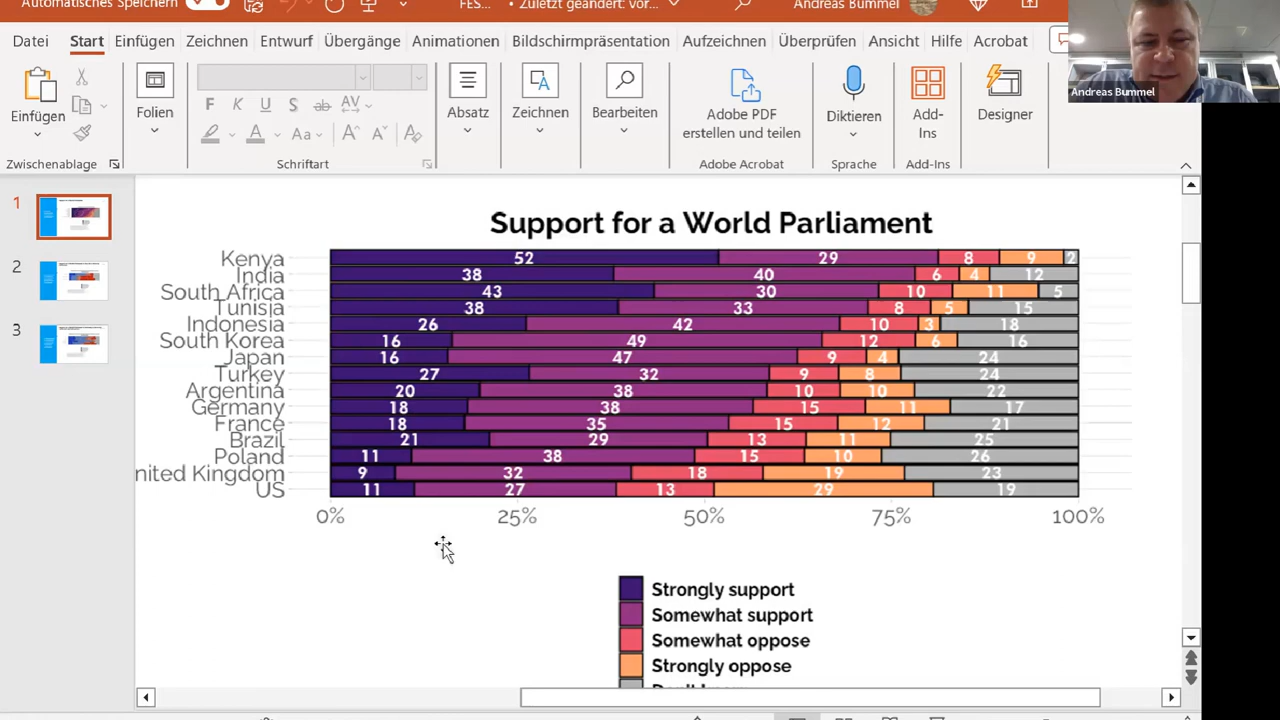 Automatisches Speichern
FES... • Zuletzt geändert: vor...
Andreas Bummel
Datei Start Einfügen Zeichnen Entwurf Übergänge Animationen Bildschirmpräsentation Aufzeichnen Überprüfen Ansicht Hilfe Acrobat
Andreas Bummel
F K U S ab AV
Aa A A
Einfügen Folien Absatz Zeichnen Bearbeiten Adobe PDF erstellen und teilen Diktieren Add-Ins Designer
Zwischenablage Schriftart Adobe Acrobat Sprache Add-Ins
1
2
3
Support for a World Parliament
Kenya 52 29 8 9 2
India 38 40 6 4 12
South Africa 43 30 10 11 5
Tunisia 38 33 8 5 15
Indonesia 26 42 10 3 18
South Korea 16 49 12 6 16
Japan 16 47 9 4 24
Turkey 27 32 9 8 24
Argentina 20 38 10 10 22
Germany 18 38 15 11 17
France 18 35 15 12 21
Brazil 21 29 13 11 25
Poland 11 38 15 10 26
nited Kingdom 9 32 18 19 23
US 11 27 13 29 19
0% 25% 50% 75% 100%
Strongly support
Somewhat support
Somewhat oppose
Strongly oppose